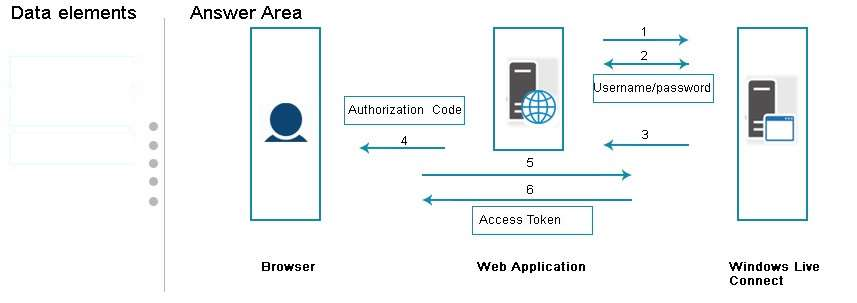 Data elements
Answer Area
1
2
Username/password
Authorization Code
3
4
5
6
Access Token
Browser
Web Application
Windows Live
Connect